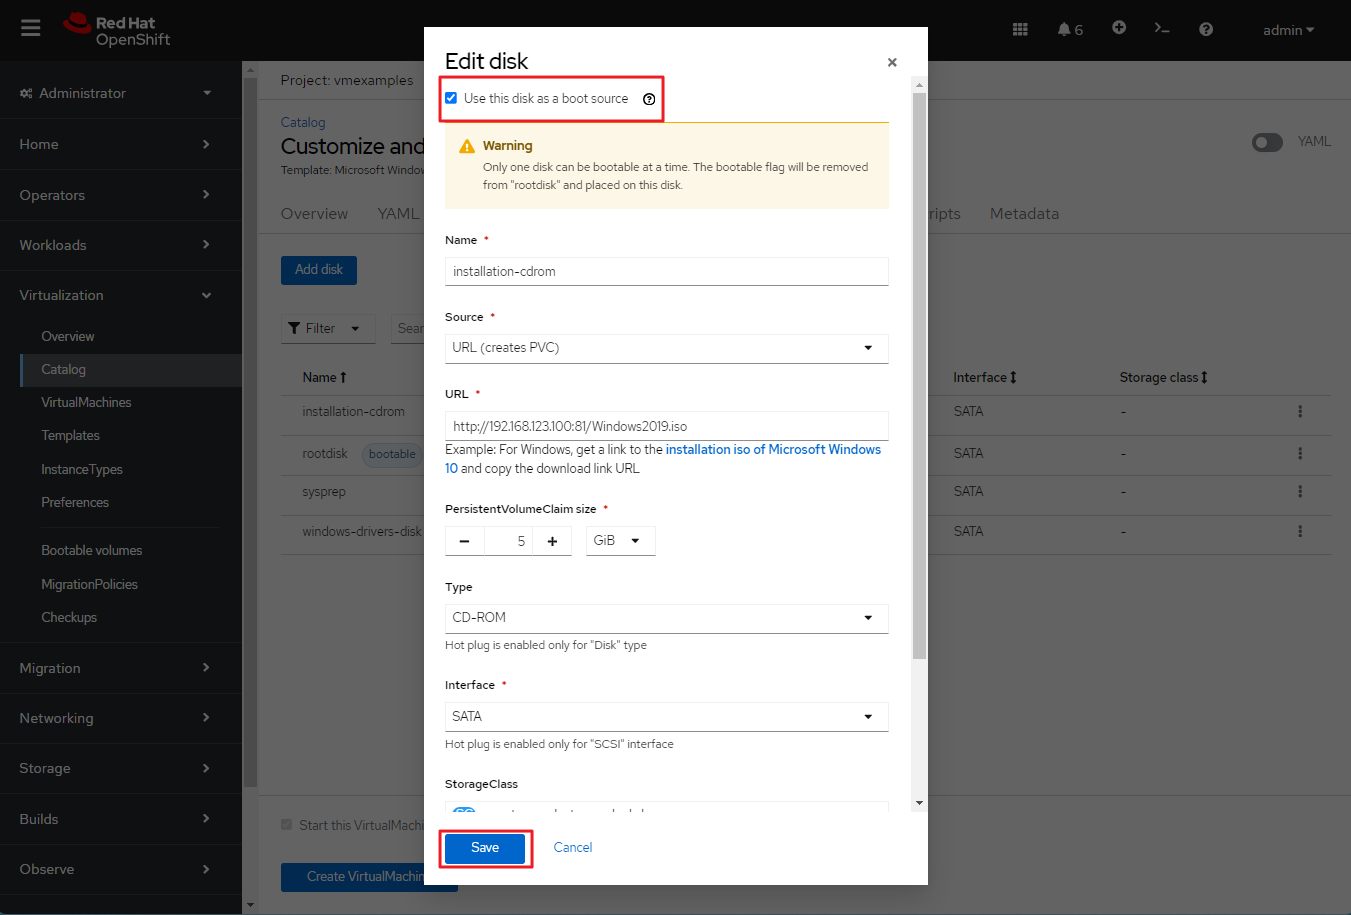 Red Hat
OpenShift
6
admin
Administrator
Home
Operators
Workloads
Virtualization
Overview
Catalog
VirtualMachines
Templates
InstanceTypes
Preferences
Bootable volumes
MigrationPolicies
Checkups
Migration
Networking
Storage
Builds
Observe
Project: vmexamples
Catalog
Customize and
Template: Microsoft Window
YAML
Overview YAML
ripts Metadata
Add disk
Filter
Sear
Name Interface Storage class
installation-cdrom SATA -
rootdisk bootable SATA -
sysprep SATA -
windows-drivers-disk SATA -
Start this VirtualMachi
Create VirtualMachin
Edit disk
Use this disk as a boot source
Warning
Only one disk can be bootable at a time. The bootable flag will be removed
from "rootdisk" and placed on this disk.
Name *
installation-cdrom
Source *
URL (creates PVC)
URL *
http://192.168.123.100:81/Windows2019.iso
Example: For Windows, get a link to the installation iso of Microsoft Windows
10 and copy the download link URL
PersistentVolumeClaim size *
5 GiB
Type
CD-ROM
Hot plug is enabled only for "Disk" type
Interface *
SATA
Hot plug is enabled only for "SCSI" interface
StorageClass
Save Cancel